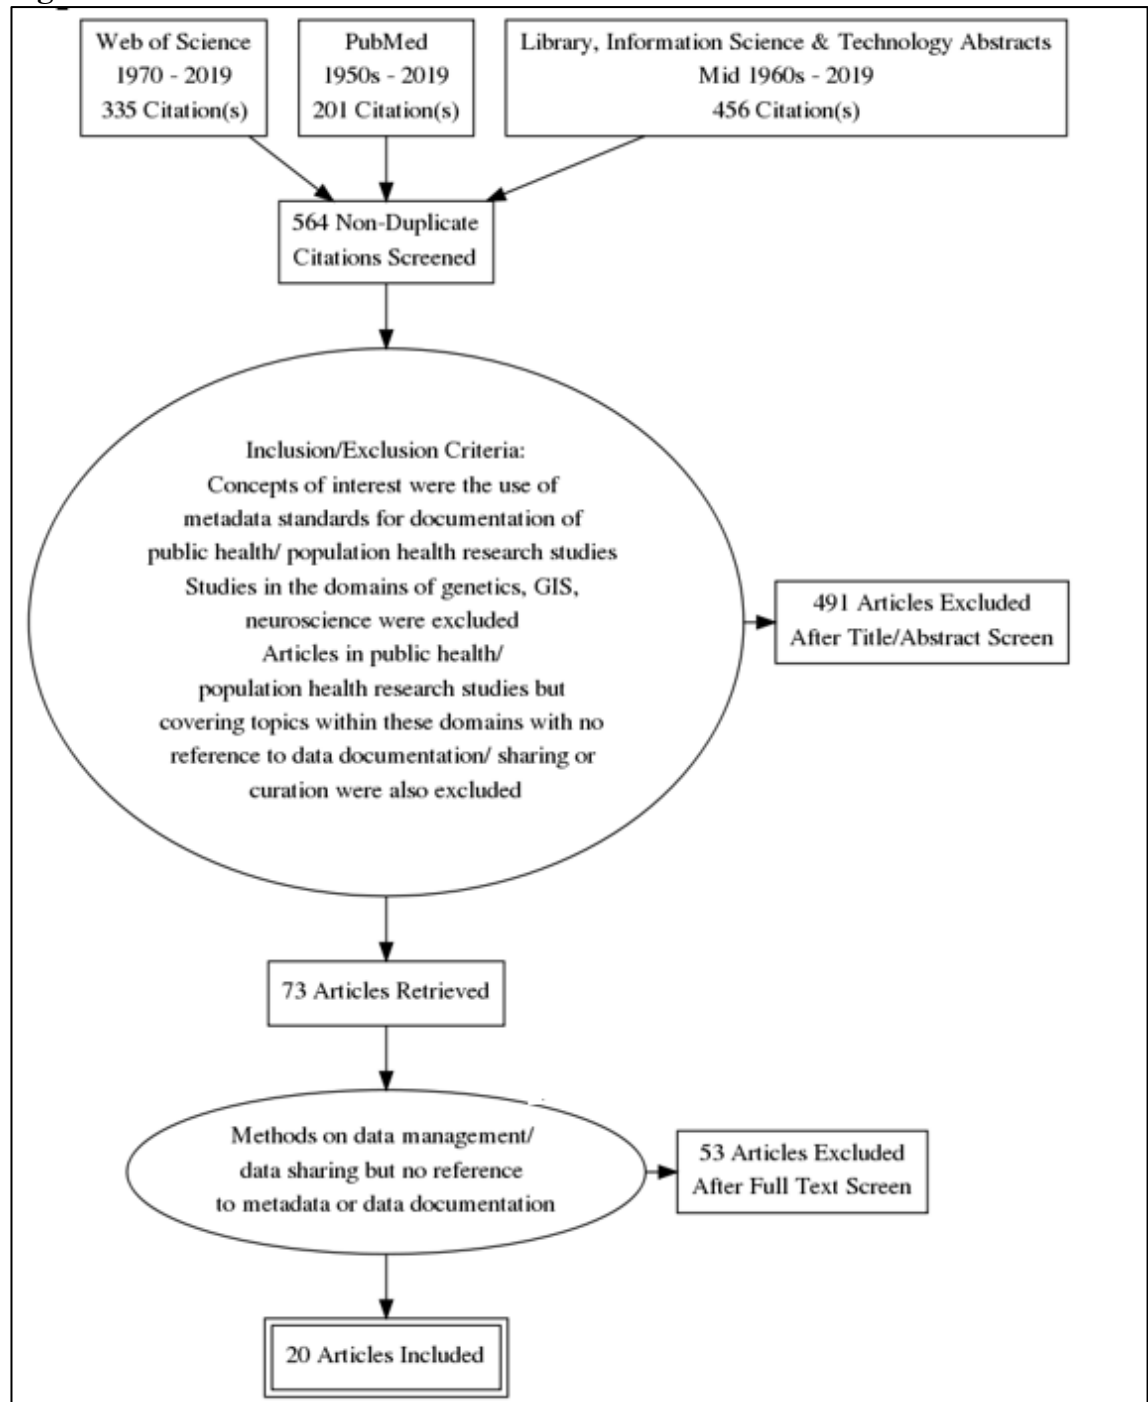 Web of Science
1970 - 2019
335 Citation(s)
PubMed
1950s - 2019
201 Citation(s)
Library, Information Science & Technology Abstracts
Mid 1960s - 2019
456 Citation(s)
564 Non-Duplicate
Citations Screened
Inclusion/Exclusion Criteria:
Concepts of interest were the use of
metadata standards for documentation of
public health/ population health research studies
Studies in the domains of genetics, GIS,
neuroscience were excluded
Articles in public health/
population health research studies but
covering topics within these domains with no
reference to data documentation/ sharing or
curation were also excluded
491 Articles Excluded
After Title/Abstract Screen
73 Articles Retrieved
Methods on data management/
data sharing but no reference
to metadata or data documentation
53 Articles Excluded
After Full Text Screen
20 Articles Included